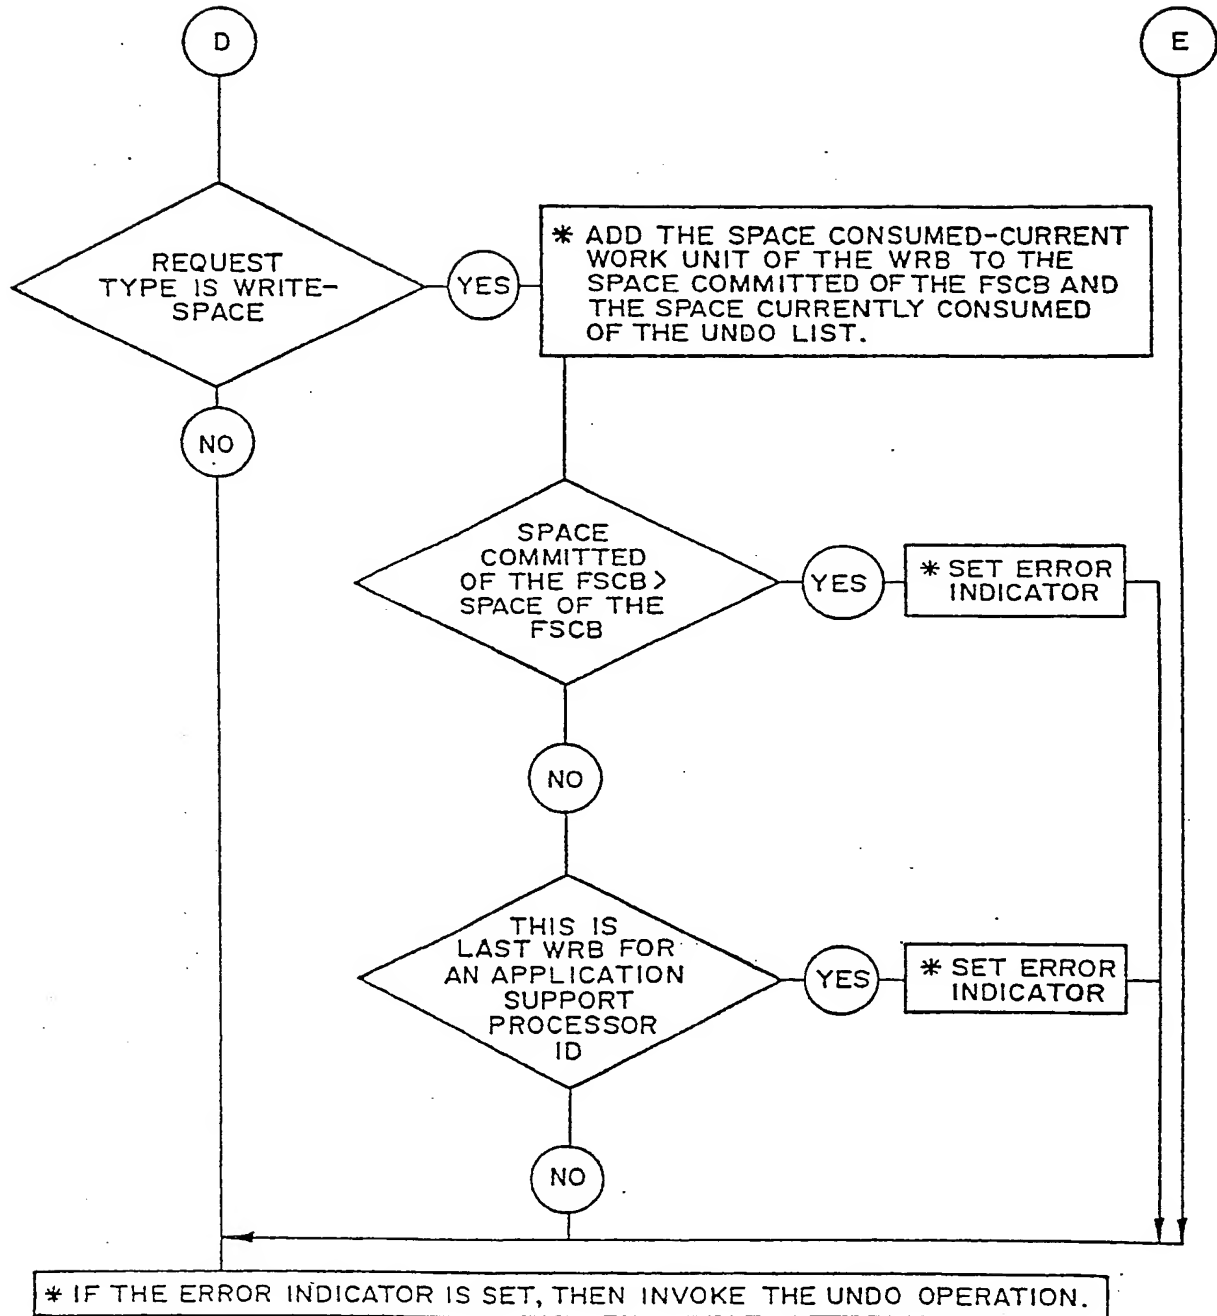 D
E
REQUEST
TYPE IS WRITE-
SPACE
YES
* ADD THE SPACE CONSUMED-CURRENT
WORK UNIT OF THE WRB TO THE
SPACE COMMITTED OF THE FSCB AND
THE SPACE CURRENTLY CONSUMED
OF THE UNDO LIST.
NO
SPACE
COMMITTED
OF THE FSCB >
SPACE OF THE
FSCB
YES
* SET ERROR
INDICATOR
NO
THIS IS
LAST WRB FOR
AN APPLICATION
SUPPORT
PROCESSOR
ID
YES
* SET ERROR
INDICATOR
NO
* IF THE ERROR INDICATOR IS SET, THEN INVOKE THE UNDO OPERATION.